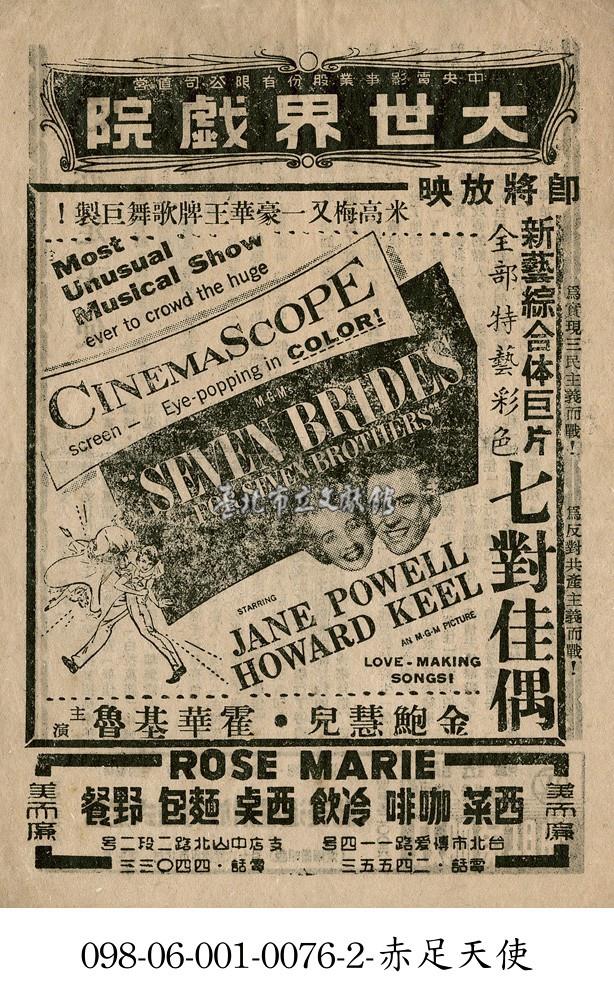 中央電影事業股份有限公司直營
大世界戲院
即將放映
米高梅又一豪華王牌歌舞巨製!
為實現三民主義而戰!
為反對共產主義而戰!
新藝綜合体巨片
全部特藝彩色
七對佳偶
Most
Unusual
Musical Show
ever to crowd the huge
CINEMASCOPE
screen – Eye-popping in COLOR!
M-G-M's
"SEVEN BRIDES
FOR SEVEN BROTHERS"
臺北市立文獻館
STARRING
JANE POWELL
HOWARD KEEL
AN M-G-M PICTURE
LOVE-MAKING
SONGS!
金鮑慧兒・霍華基魯 主演
ROSE MARIE
美而廉
西菜 咖啡 冷飲 西桌 麵包 野餐
美而廉
台北市博爱路一一四号 支店中山北路二段二号
電話・二四五五三 電話・四四〇三三
098-06-001-0076-2-赤足天使